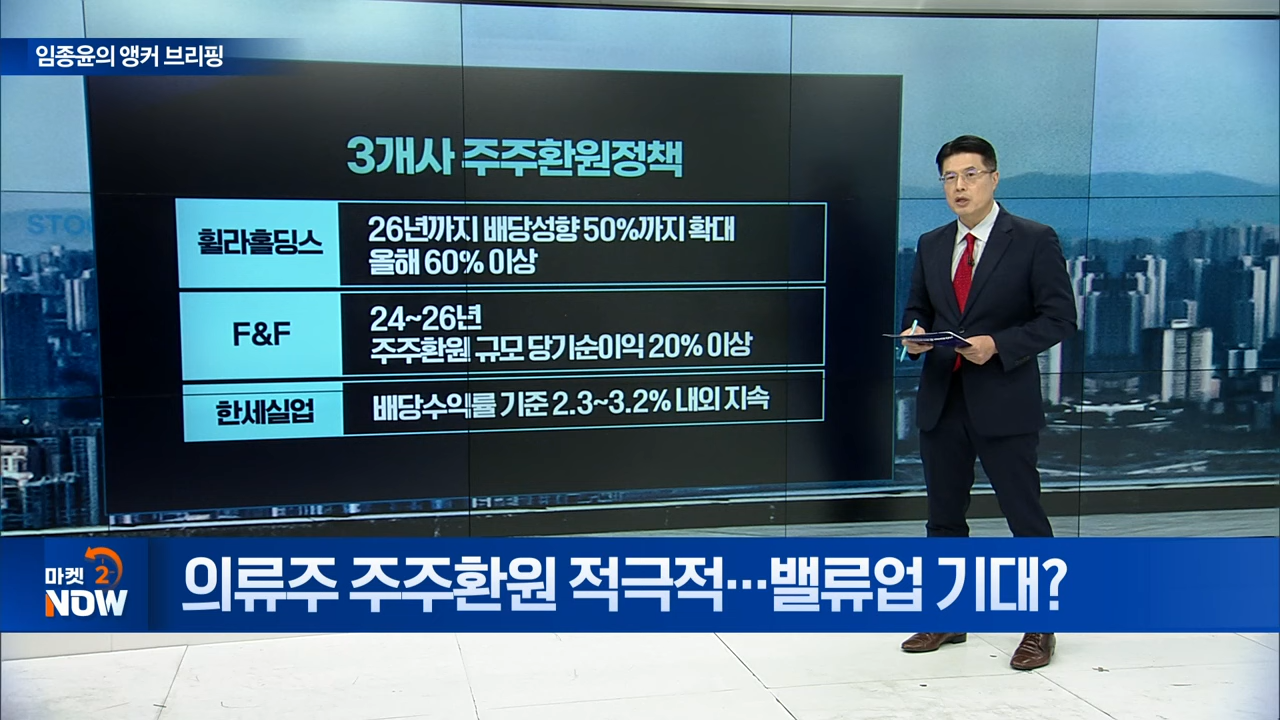 임종윤의 앵커 브리핑
3개사 주주환원정책
휠라홀딩스
26년까지 배당성향 50%까지 확대
올해 60% 이상
F&F
24~26년
주주환원 규모 당기순이익 20% 이상
한세실업
배당수익률 기준 2.3~3.2% 내외 지속
STO
마켓 2
NOW
의류주 주주환원 적극적…밸류업 기대?